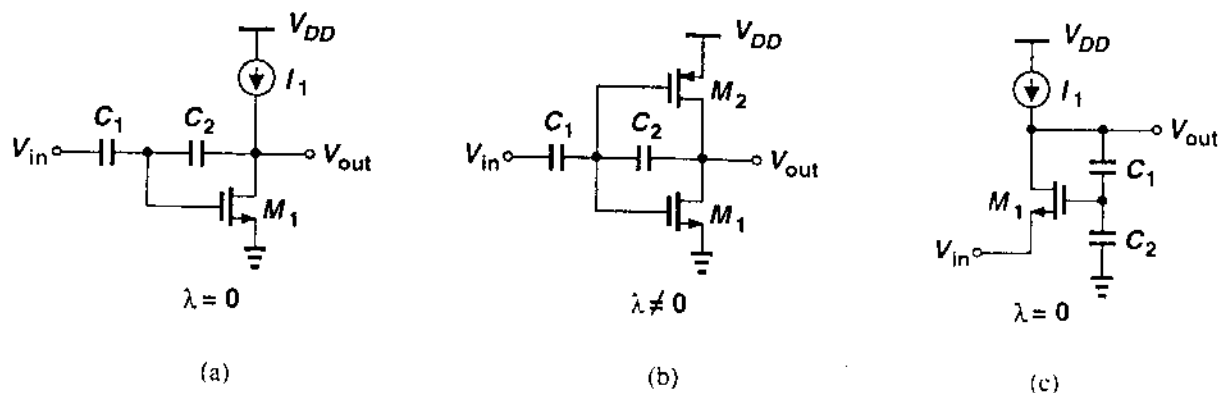 V_DD
I_1
C_1 C_2
V_in V_out
M_1
λ = 0
(a)
V_DD
M_2
C_1 C_2
V_in V_out
M_1
λ ≠ 0
(b)
V_DD
I_1
V_out
C_1
M_1
C_2
V_in
λ = 0
(c)